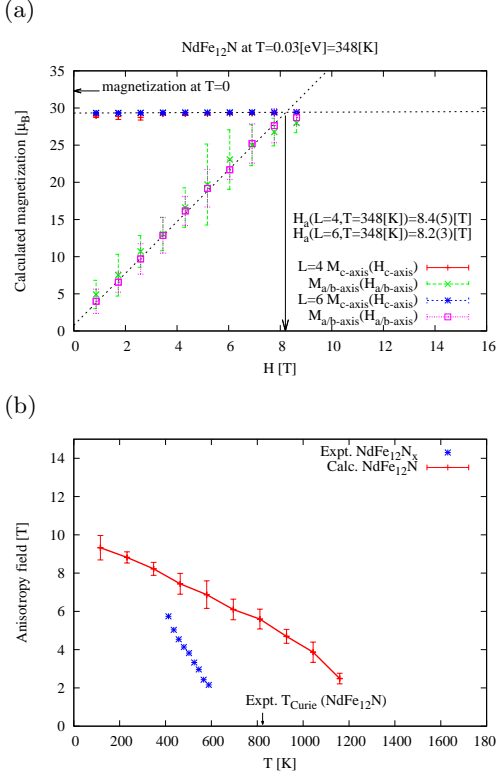 (a)
NdFe12N at T=0.03[eV]=348[K]
35
30
25
20
15
10
5
0
Calculated magnetization [μB]
magnetization at T=0
Ha(L=4,T=348[K])=8.4(5)[T]
Ha(L=6,T=348[K])=8.2(3)[T]
L=4 Mc-axis(Hc-axis)
Ma/b-axis(Ha/b-axis)
L=6 Mc-axis(Hc-axis)
Ma/b-axis(Ha/b-axis)
0 2 4 6 8 10 12 14 16
H [T]
(b)
14
12
10
8
6
4
2
0
Anisotropy field [T]
Expt. NdFe12Nx
Calc. NdFe12N
Expt. TCurie (NdFe12N)
0 200 400 600 800 1000 1200 1400 1600 1800
T [K]